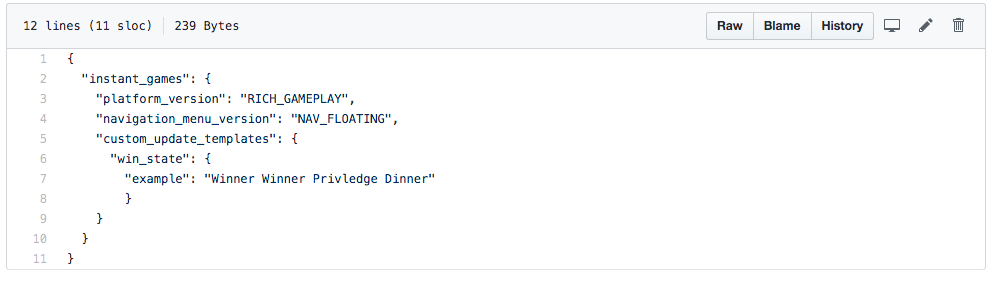 12 lines (11 sloc) 239 Bytes Raw Blame History
1 {
2 "instant_games": {
3 "platform_version": "RICH_GAMEPLAY",
4 "navigation_menu_version": "NAV_FLOATING",
5 "custom_update_templates": {
6 "win_state": {
7 "example": "Winner Winner Privledge Dinner"
8 }
9 }
10 }
11 }